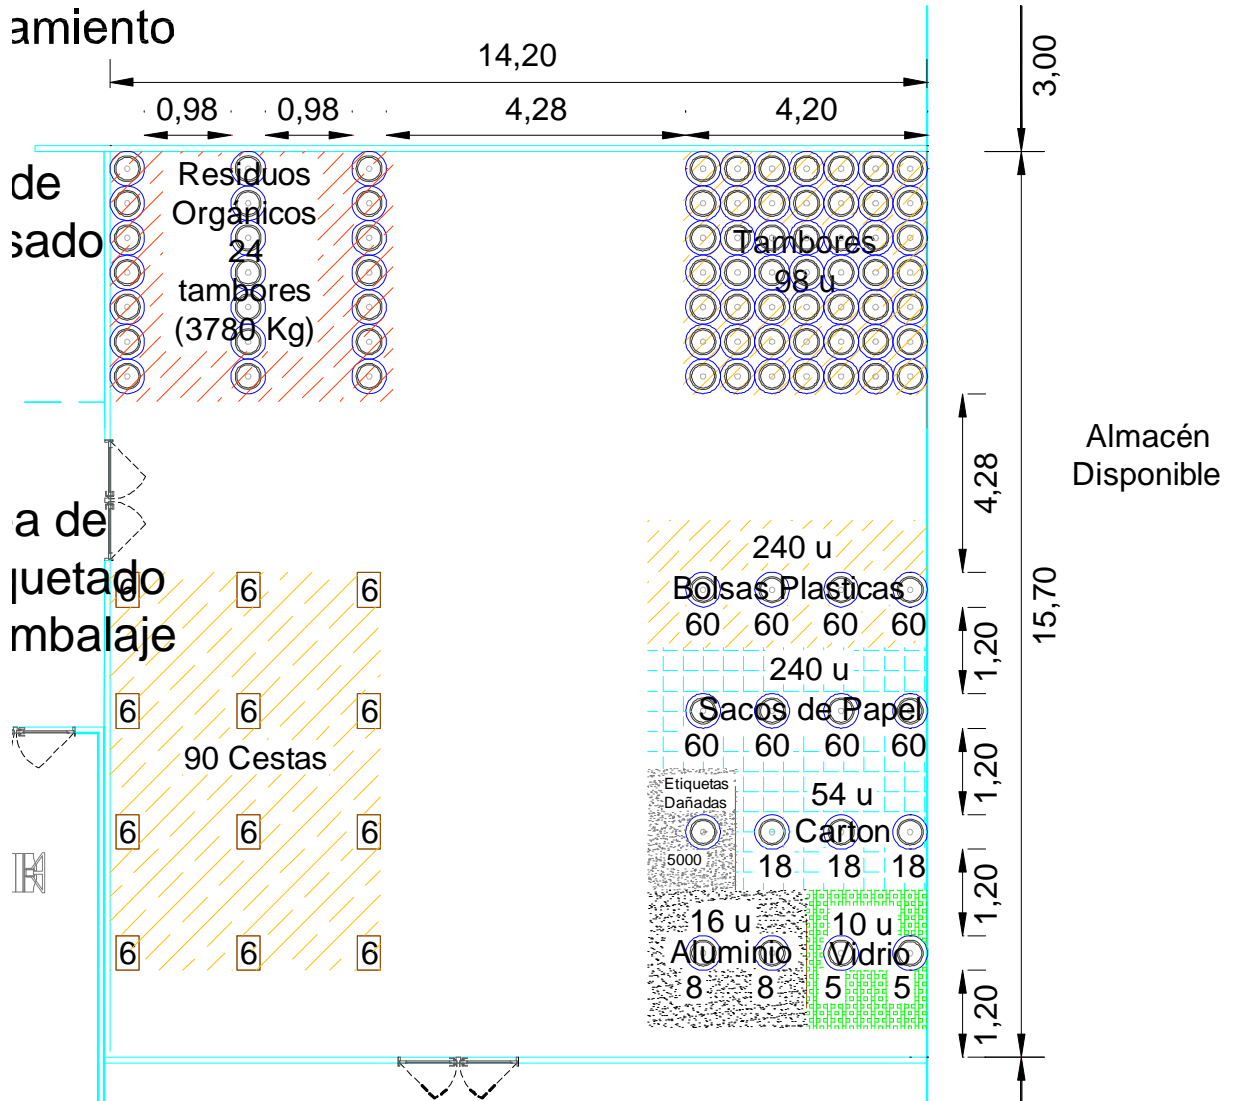 amiento
14,20
3,00
0,98
0,98
4,28
4,20
de
sado
Residuos
Orgánicos
24
tambores
(3780 Kg)
Tambores
98 u
4,28
15,70
Almacén
Disponible
a de
quetado
mbalaje
240 u
Bolsas Plasticas
60 60 60 60
1,20
240 u
Sacos de Papel
60 60 60 60
1,20
6 6 6
6 6 6
90 Cestas
6 6 6
6 6 6
Etiquetas
Dañadas
5000
54 u
Carton
18 18 18
1,20
16 u
Aluminio
8 8
10 u
Vidrio
5 5
1,20